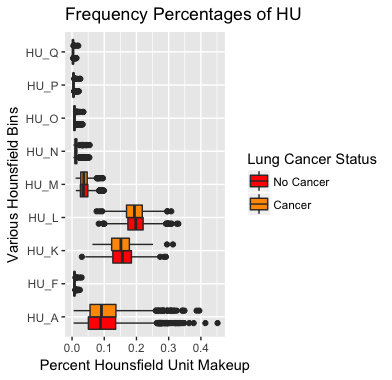 Frequency Percentages of HU
Various Hounsfield Bins
HU_Q
HU_P
HU_O
HU_N
HU_M
HU_L
HU_K
HU_F
HU_A
0.0 0.1 0.2 0.3 0.4
Percent Hounsfield Unit Makeup
Lung Cancer Status
No Cancer
Cancer